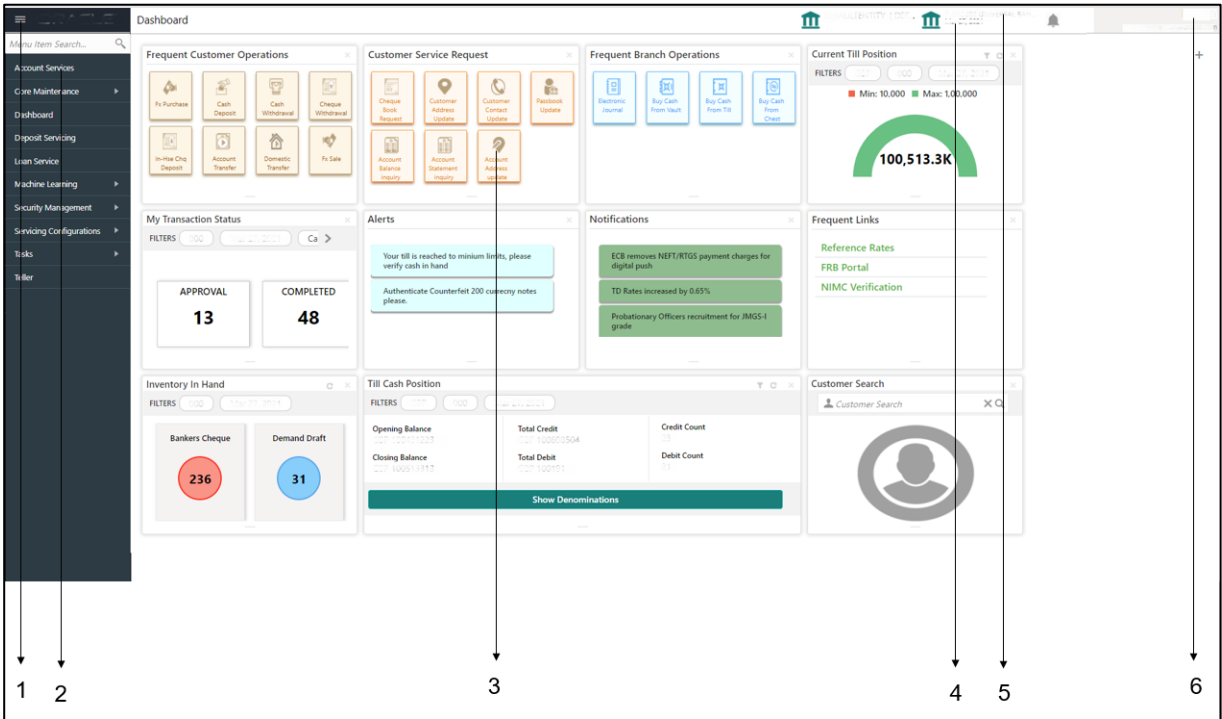 ORACLE
Dashboard
Menu Item Search...
Account Services
Core Maintenance
Dashboard
Deposit Servicing
Loan Service
Machine Learning
Security Management
Servicing Configurations
Tasks
Teller
Frequent Customer Operations
Fx Purchase
Cash
Deposit
Cash
Withdrawal
Cheque
Withdrawal
In-Hse Chq
Deposit
Account
Transfer
Domestic
Transfer
Fx Sale
Customer Service Request
Cheque
Book
Request
Customer
Address
Update
Customer
Contact
Update
Passbook
Update
Account
Balance
Inquiry
Account
Statement
Inquiry
Account
Address
update
Frequent Branch Operations
Electronic
Journal
Buy Cash
From Vault
Buy Cash
From Till
Buy Cash
From
Chest
Current Till Position
FILTERS
Min: 10,000 Max: 1,00,000
100,513.3K
My Transaction Status
FILTERS Ca
APPROVAL
13
COMPLETED
48
Alerts
Your till is reached to minium limits, please
verify cash in hand
Authenticate Counterfeit 200 currecny notes
please.
Notifications
ECB removes NEFT/RTGS payment charges for
digital push
TD Rates increased by 0.65%
Probationary Officers recruitment for JMGS-I
grade
Frequent Links
Reference Rates
FRB Portal
NIMC Verification
Inventory In Hand
FILTERS
Bankers Cheque
236
Demand Draft
31
Till Cash Position
FILTERS
Opening Balance
Total Credit
Credit Count
Closing Balance
Total Debit
Debit Count
Show Denominations
Customer Search
Customer Search
1
2
3
4
5
6